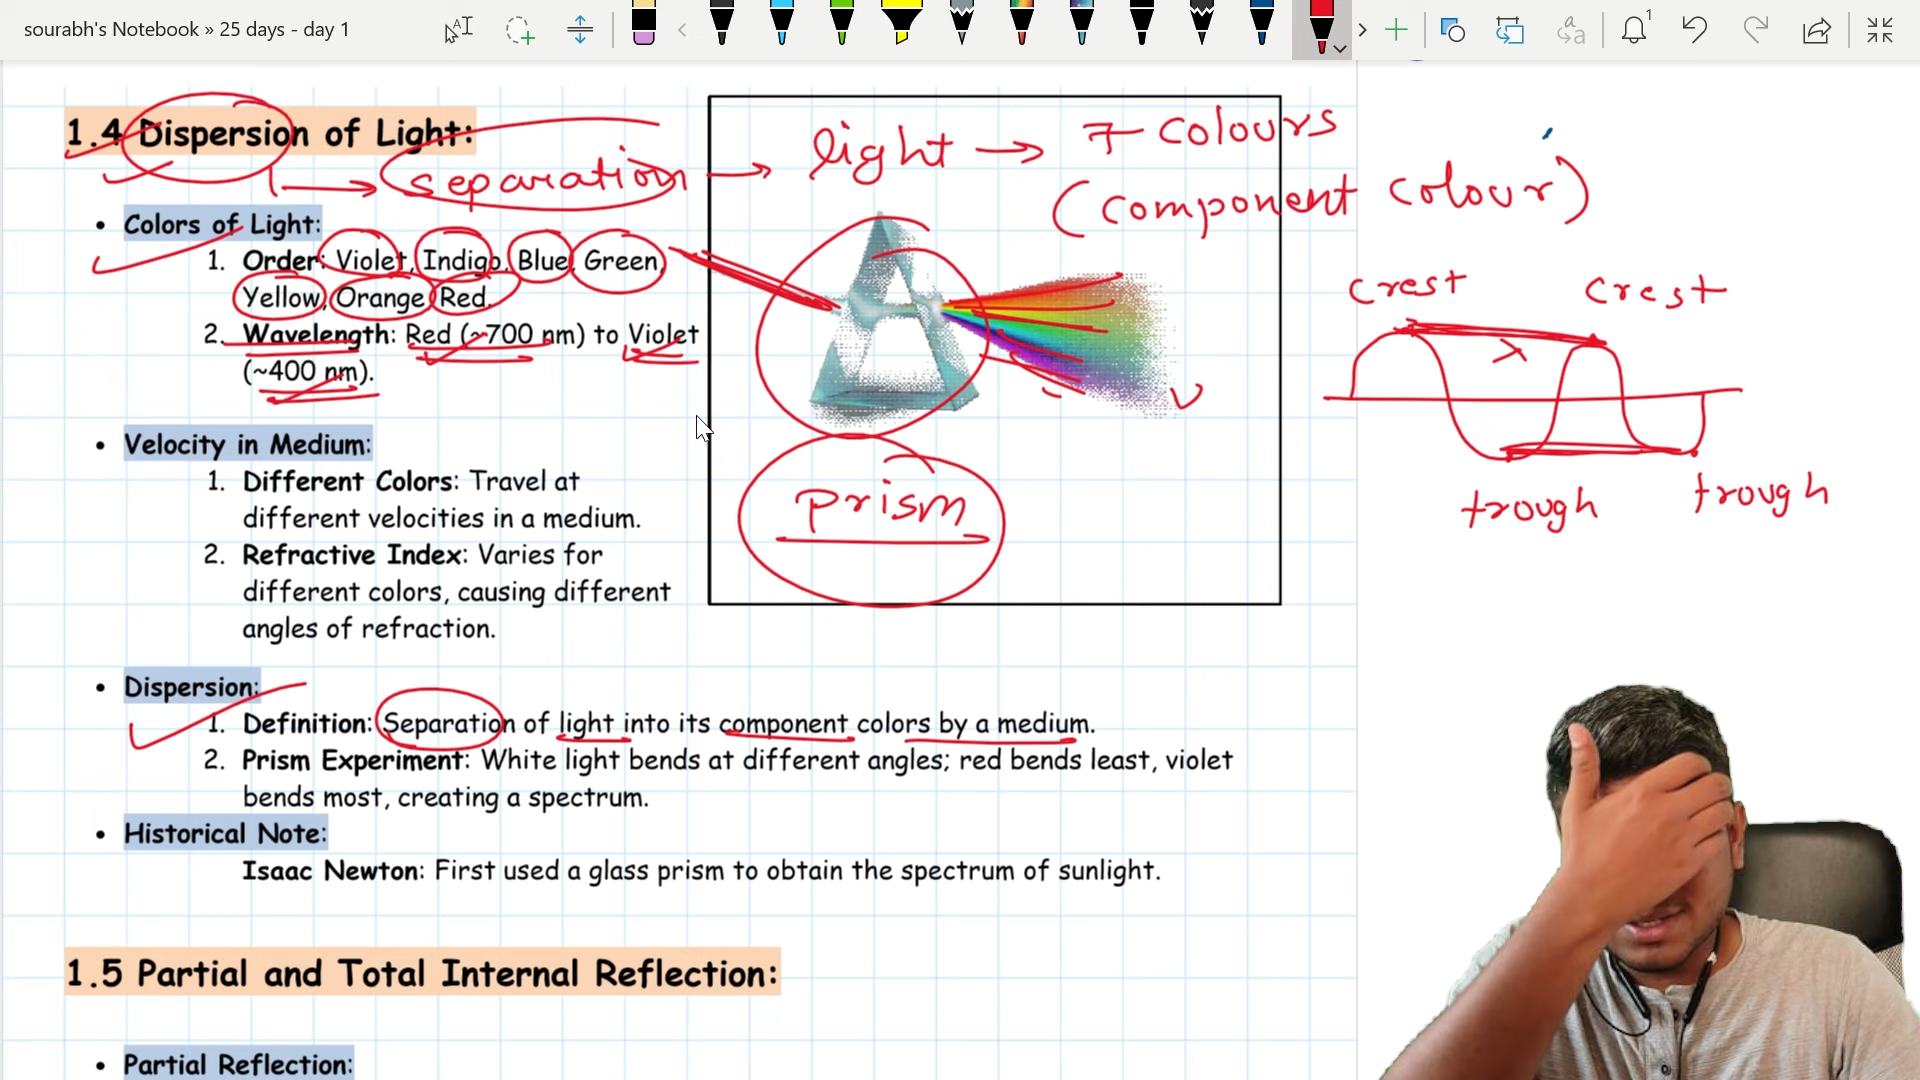 sourabh's Notebook » 25 days - day 1
1
1.4 Dispersion of Light:
separation → light → 7 colours
(component colour)
• Colors of Light:
1. Order: Violet, Indigo, Blue, Green,
Yellow, Orange, Red.
2. Wavelength: Red (~700 nm) to Violet
(~400 nm).
V
crest
crest
λ
trough
trough
prism
• Velocity in Medium:
1. Different Colors: Travel at
different velocities in a medium.
2. Refractive Index: Varies for
different colors, causing different
angles of refraction.
• Dispersion:
1. Definition: Separation of light into its component colors by a medium.
2. Prism Experiment: White light bends at different angles; red bends least, violet
bends most, creating a spectrum.
• Historical Note:
Isaac Newton: First used a glass prism to obtain the spectrum of sunlight.
1.5 Partial and Total Internal Reflection:
• Partial Reflection: